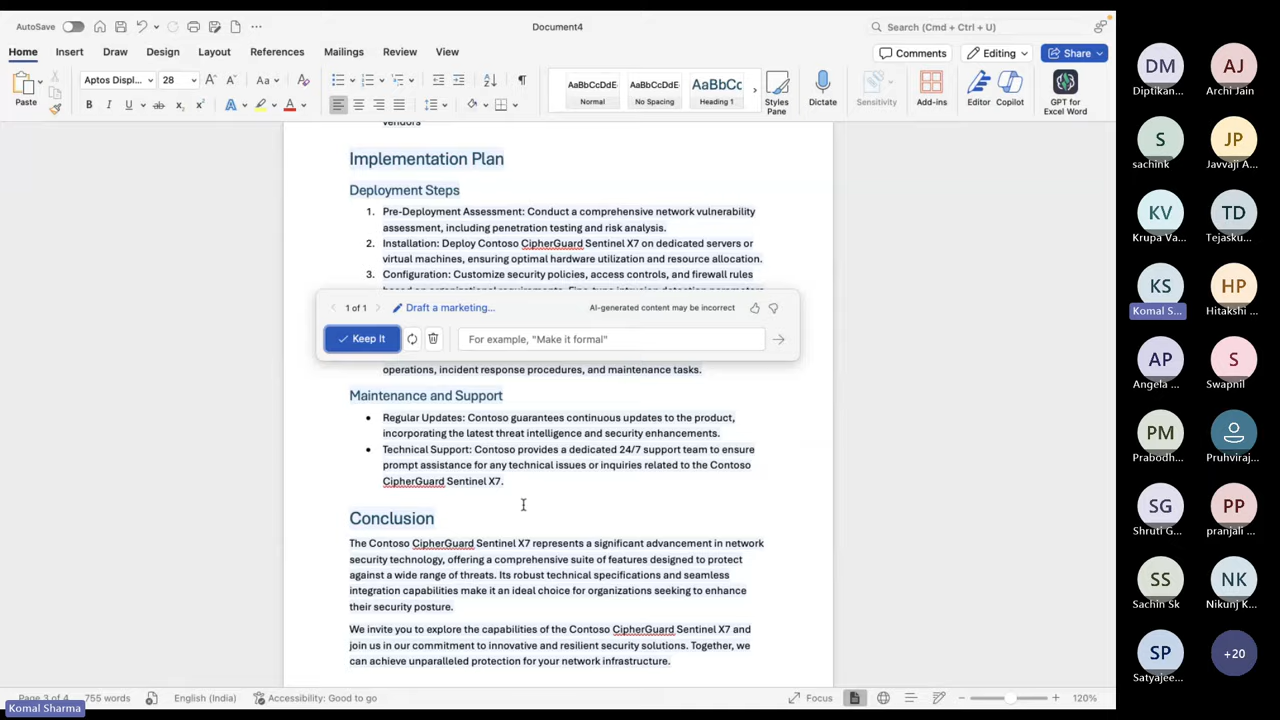 AutoSave
Document4
Search (Cmd + Ctrl + U)
Home Insert Draw Design Layout References Mailings Review View
Comments Editing Share
Paste
Aptos Displ... 28
AaBbCcDdE Normal
AaBbCcDdE No Spacing
AaBbCc Heading 1
Styles Pane
Dictate
Sensitivity
Add-ins
Editor
Copilot
GPT for Excel Word
vendors
Implementation Plan
Deployment Steps
1. Pre-Deployment Assessment: Conduct a comprehensive network vulnerability
assessment, including penetration testing and risk analysis.
2. Installation: Deploy Contoso CipherGuard Sentinel X7 on dedicated servers or
virtual machines, ensuring optimal hardware utilization and resource allocation.
3. Configuration: Customize security policies, access controls, and firewall rules
1 of 1 Draft a marketing... AI-generated content may be incorrect
Keep It For example, "Make it formal"
operations, incident response procedures, and maintenance tasks.
Maintenance and Support
• Regular Updates: Contoso guarantees continuous updates to the product,
incorporating the latest threat intelligence and security enhancements.
• Technical Support: Contoso provides a dedicated 24/7 support team to ensure
prompt assistance for any technical issues or inquiries related to the Contoso
CipherGuard Sentinel X7.
Conclusion
The Contoso CipherGuard Sentinel X7 represents a significant advancement in network
security technology, offering a comprehensive suite of features designed to protect
against a wide range of threats. Its robust technical specifications and seamless
integration capabilities make it an ideal choice for organizations seeking to enhance
their security posture.
We invite you to explore the capabilities of the Contoso CipherGuard Sentinel X7 and
join us in our commitment to innovative and resilient security solutions. Together, we
can achieve unparalleled protection for your network infrastructure.
Page 3 of 4 755 words English (India) Accessibility: Good to go Focus 120%
Komal Sharma
DM AJ
Diptikan... Archi Jain
S JP
sachink Javvaji A...
KV TD
Krupa Va... Tejasku...
KS HP
Komal S... Hitakshi ...
AP S
Angela ... Swapnil
PM
Prabodh... Pruhviraj...
SG PP
Shruti G... pranjali ...
SS NK
Sachin Sk Nikunj K...
SP +20
Satyajee...